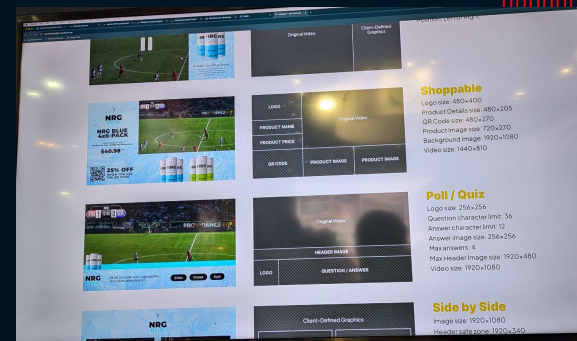 Original Video
Client-Defined
Graphics
NRG
Shoppable
Logo size: 480x400
Product Details size: 480x205
QR Code size: 480x270
Product Image size: 720x270
Background Image: 1920x1080
Video size: 1440x810
NRG
NRG BLUE
4x6-PACK
$40.98
25% OFF
LOGO
PRODUCT NAME
PRODUCT PRICE
QR CODE
Original Video
PRODUCT IMAGE
PRODUCT IMAGE
Poll / Quiz
Logo size: 256x256
Question character limit: 36
Answer character limit: 12
Answer image size: 256x256
Max answers: 4
Max Header Image size: 1920x480
Video size: 1920x1080
NRG
Original Video
HEADER IMAGE
LOGO
QUESTION / ANSWER
Side by Side
Image size: 1920x1080
Header safe zone: 1920x340
NRG
Client-Defined Graphics